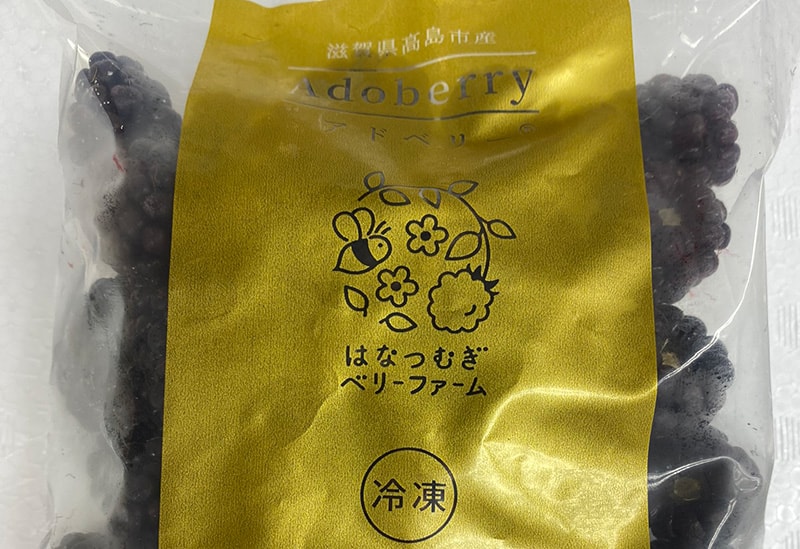 滋賀県高島市産
Adoberry
アドベリー®
はなつむぎ
ベリーファーム
冷凍